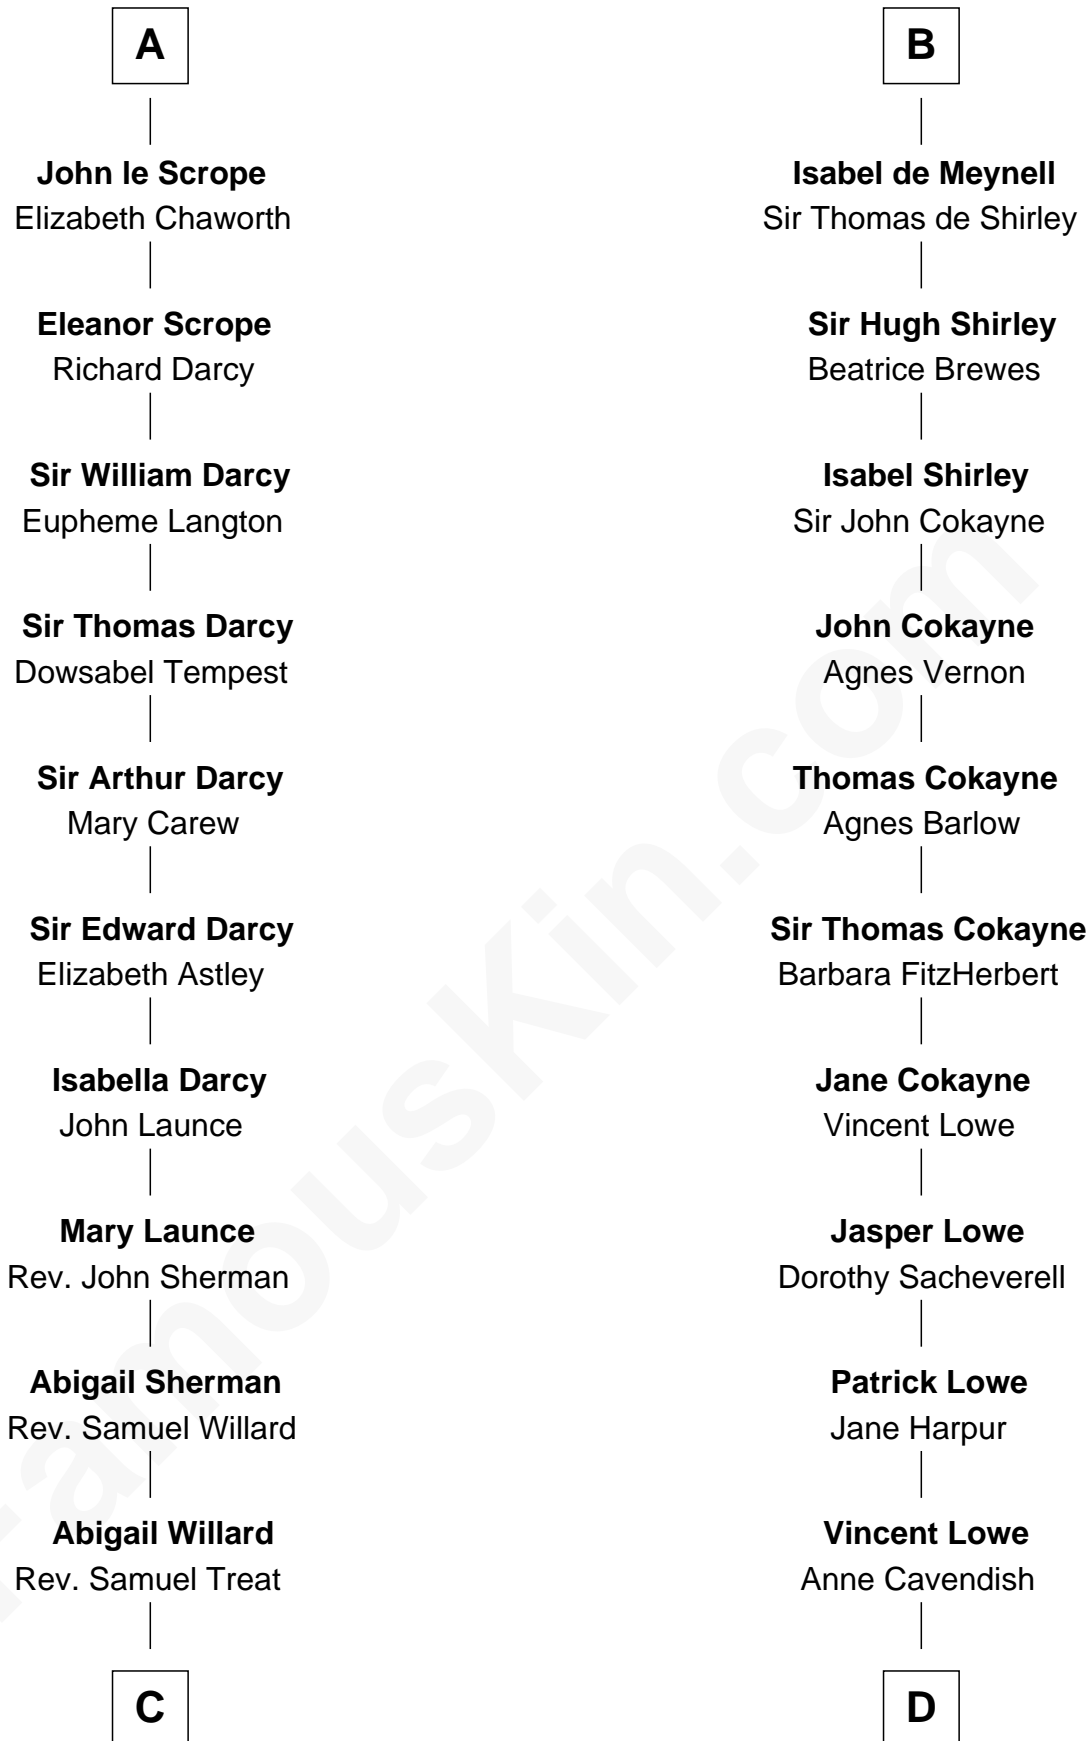 A
John le Scrope
Elizabeth Chaworth
Eleanor Scrope
Richard Darcy
Sir William Darcy
Eupheme Langton
Sir Thomas Darcy
Dowsabel Tempest
Sir Arthur Darcy
Mary Carew
Sir Edward Darcy
Elizabeth Astley
Isabella Darcy
John Launce
Mary Launce
Rev. John Sherman
Abigail Sherman
Rev. Samuel Willard
Abigail Willard
Rev. Samuel Treat
C
B
Isabel de Meynell
Sir Thomas de Shirley
Sir Hugh Shirley
Beatrice Brewes
Isabel Shirley
Sir John Cokayne
John Cokayne
Agnes Vernon
Thomas Cokayne
Agnes Barlow
Sir Thomas Cokayne
Barbara FitzHerbert
Jane Cokayne
Vincent Lowe
Jasper Lowe
Dorothy Sacheverell
Patrick Lowe
Jane Harpur
Vincent Lowe
Anne Cavendish
D
FamousKin.com